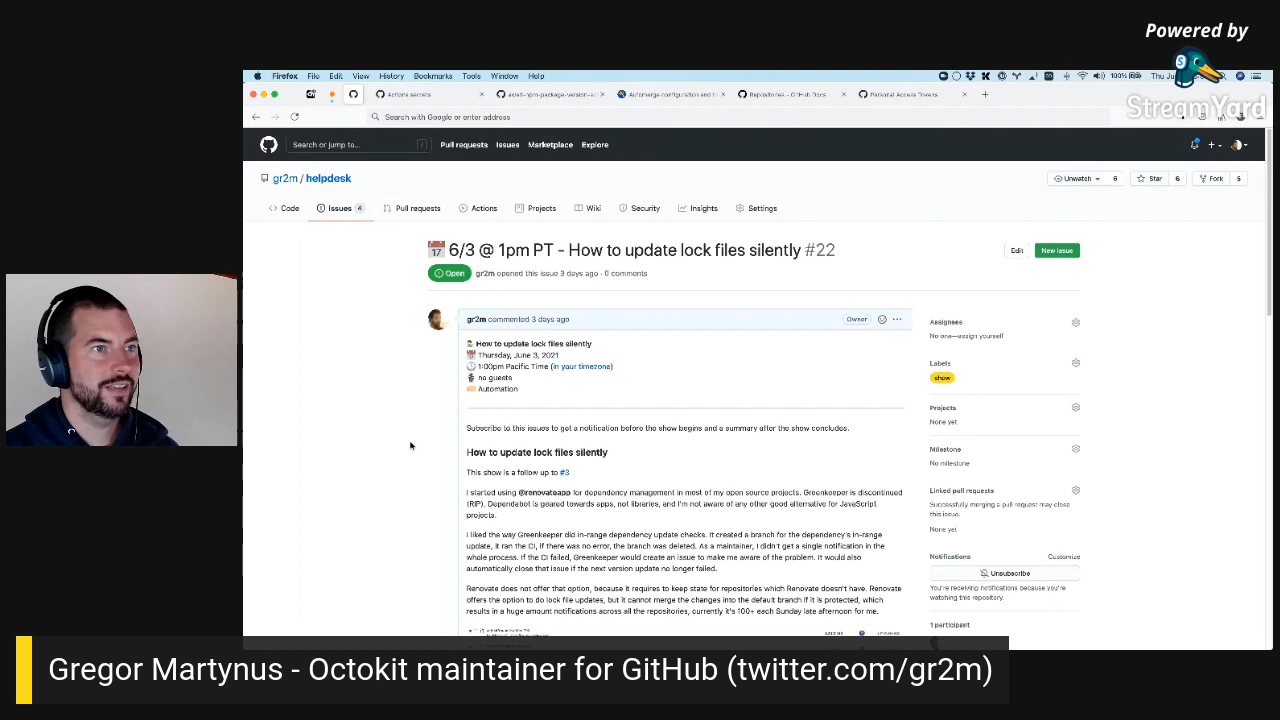 Powered by
StreamYard
Firefox File Edit View History Bookmarks Tools Window Help
100%
Actions secrets
Personal Access Tokens
Repositories - GitHub Docs
Search with Google or enter address
Search or jump to...
Pull requests Issues Marketplace Explore
gr2m / helpdesk
Unwatch 6
Star 6
Fork 5
Code Issues 4 Pull requests Actions Projects Wiki Security Insights Settings
6/3 @ 1pm PT - How to update lock files silently #22
Edit New issue
Open gr2m opened this issue 3 days ago · 0 comments
gr2m commented 3 days ago Owner
How to update lock files silently
Thursday, June 3, 2021
1:00pm Pacific Time (in your timezone)
no guests
Automation
Subscribe to this issues to get a notification before the show begins and a summary after the show concludes.
How to update lock files silently
This show is a follow up to #3
I started using @renovateapp for dependency management in most of my open source projects. Greenkeeper is discontinued
(RIP). Dependabot is geared towards apps, not libraries, and I'm not aware of any other good alternative for JavaScript
projects.
I liked the way Greenkeeper did in-range dependency update checks. It created a branch for the dependency's in-range
update, it ran the CI, if there was no error, the branch was deleted. As a maintainer, I didn't get a single notification in the
whole process. If the CI failed, Greenkeeper would create an issue to make me aware of the problem. It would also
automatically close that issue if the next version update no longer failed.
Renovate does not offer that option, because it requires to keep state for repositories which Renovate doesn't have. Renovate
offers the option to do lock file updates, but it cannot merge the changes into the default branch if it is protected, which
results in a huge amount notifications across all the repositories, currently it's 100+ each Sunday late afternoon for me.
Assignees
No one—assign yourself
Labels
show
Projects
None yet
Milestone
No milestone
Linked pull requests
Successfully merging a pull request may close
this issue.
None yet
Notifications Customize
Unsubscribe
You're receiving notifications because you're
watching this repository.
1 participant
Gregor Martynus - Octokit maintainer for GitHub (twitter.com/gr2m)